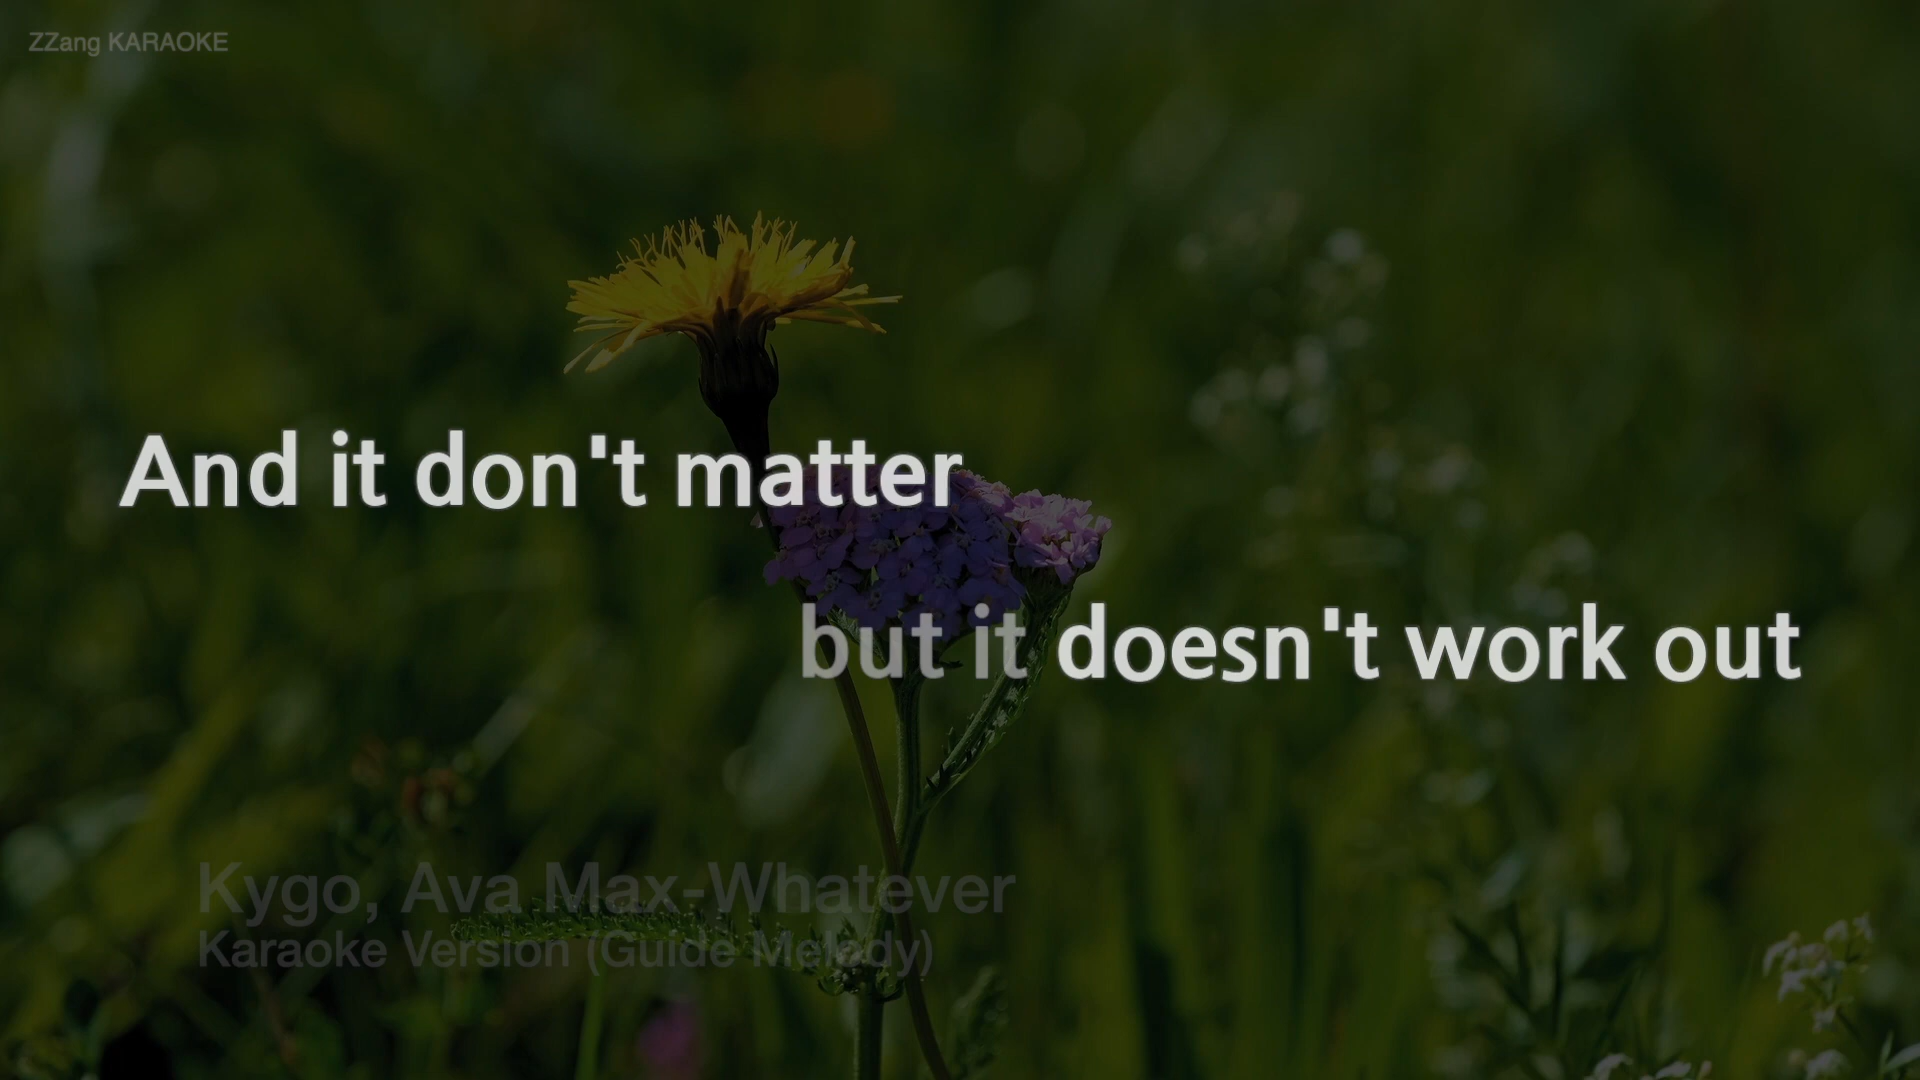 ZZang KARAOKE
And it don't matter
but it doesn't work out
Kygo, Ava Max-Whatever
Karaoke Version (Guide Melody)